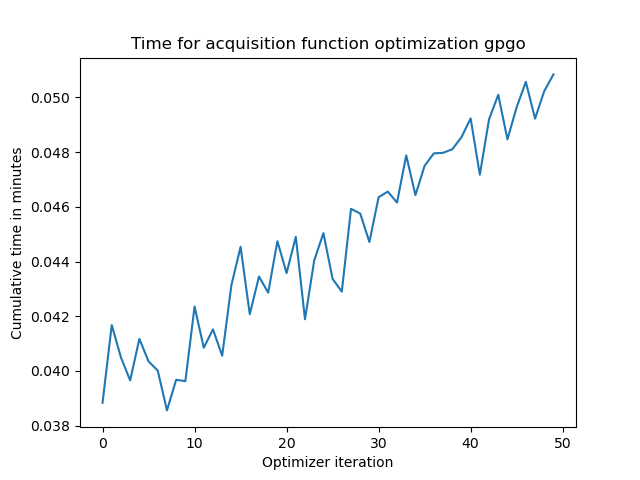 Time for acquisition function optimization gpgo
0.050
0.048
0.046
0.044
0.042
0.040
0.038
Cumulative time in minutes
0 10 20 30 40 50
Optimizer iteration